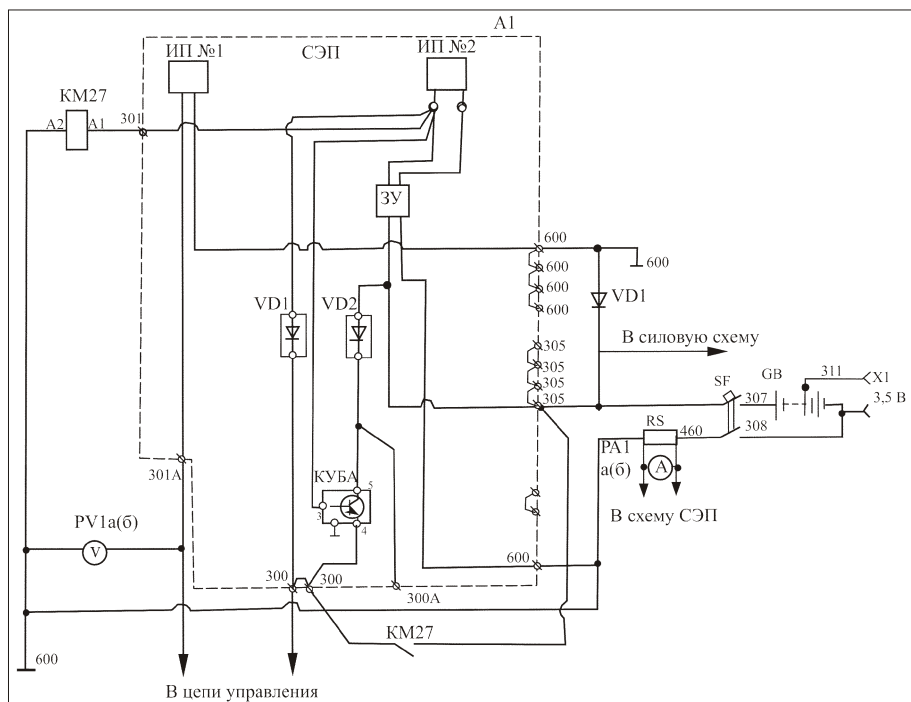 А1
ИП №1
СЭП
ИП №2
КМ27
А2
А1
301
ЗУ
600
600
600
600
600
VD1
VD1
VD2
В силовую схему
305
305
305
305
SF
307
GB
311
Х1
3,5 В
308
RS
460
РА1
а(б)
А
301А
КУБА
5
3
4
В схему СЭП
PV1а(б)
V
600
300
300
300А
КМ27
600
В цепи управления